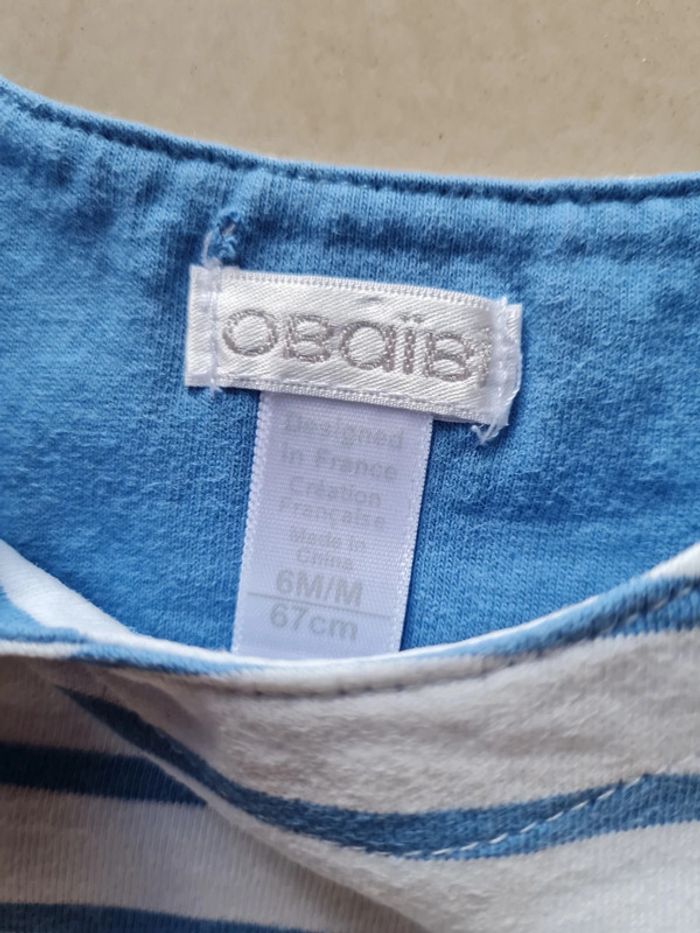 obaïbi
Designed
in France
Création
Française
Made in
China
6M/M
67cm